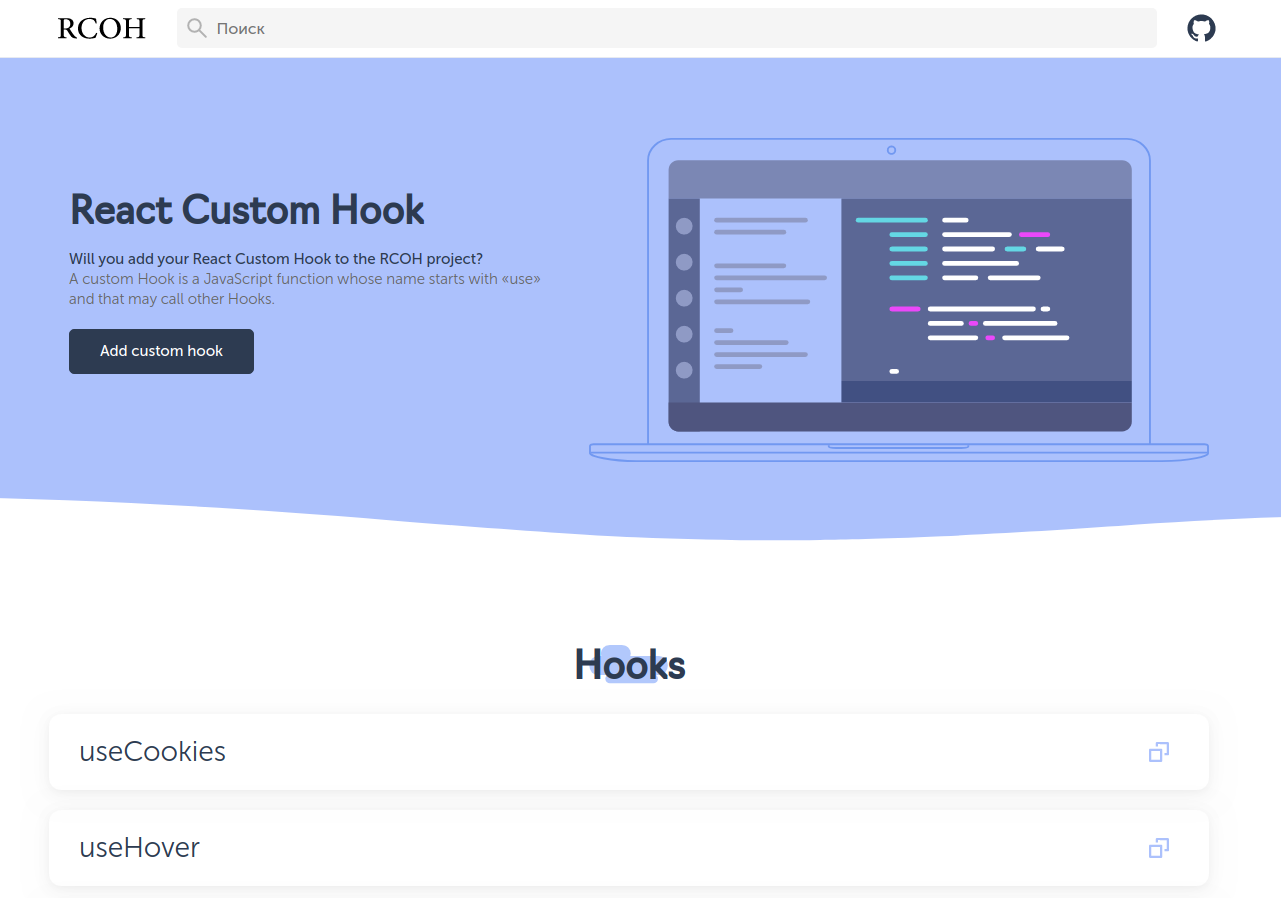 RCOH
Поиск
React Custom Hook
Will you add your React Custom Hook to the RCOH project?
A custom Hook is a JavaScript function whose name starts with «use»
and that may call other Hooks.
Add custom hook
Hooks
useCookies
useHover